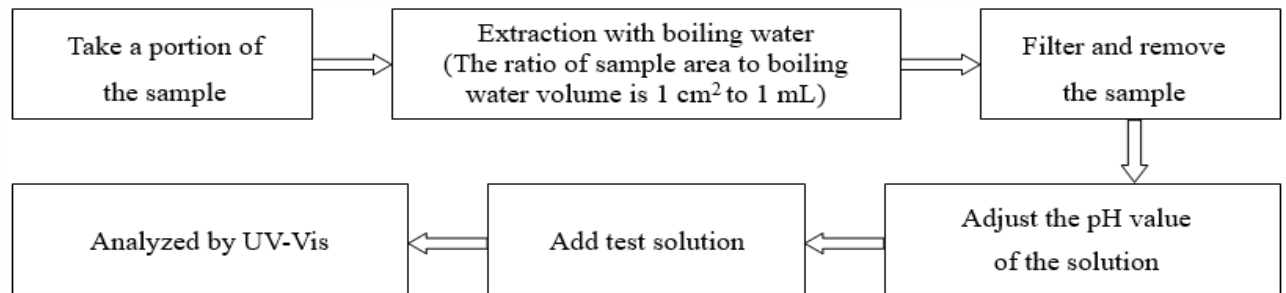 Take a portion of
the sample
Extraction with boiling water
(The ratio of sample area to boiling
water volume is 1 cm² to 1 mL)
Filter and remove
the sample
Adjust the pH value
of the solution
Add test solution
Analyzed by UV-Vis